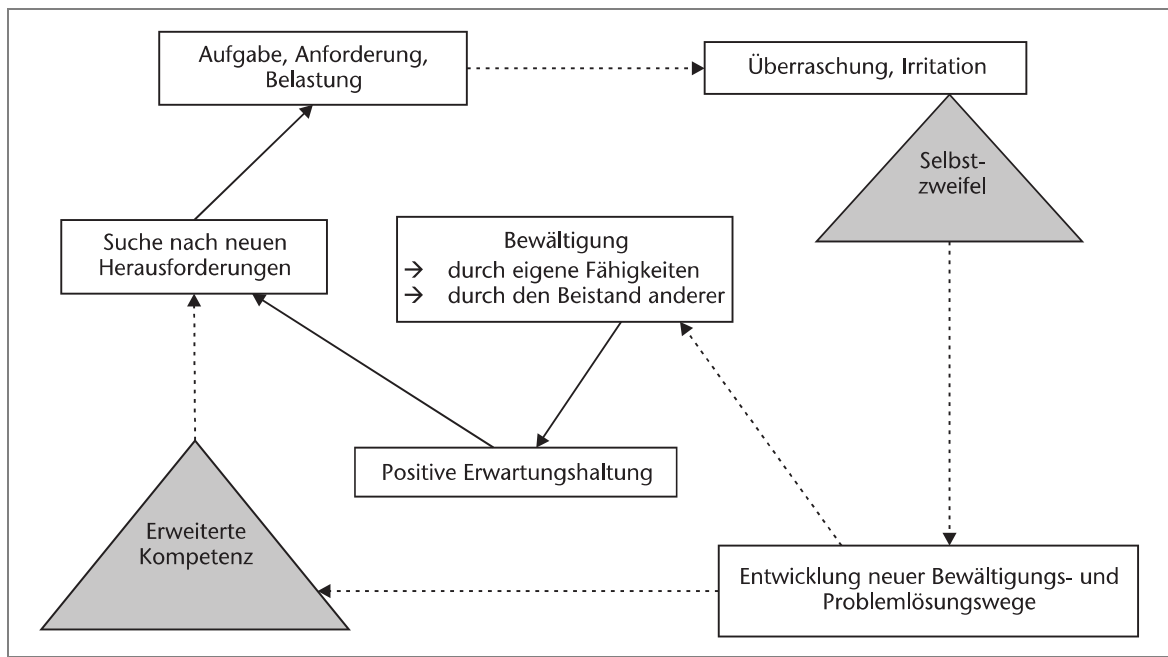 Aufgabe, Anforderung,
Belastung
Überraschung, Irritation
Selbst-
zweifel
Suche nach neuen
Herausforderungen
Bewältigung
→ durch eigene Fähigkeiten
→ durch den Beistand anderer
Positive Erwartungshaltung
Erweiterte
Kompetenz
Entwicklung neuer Bewältigungs- und
Problemlösungswege